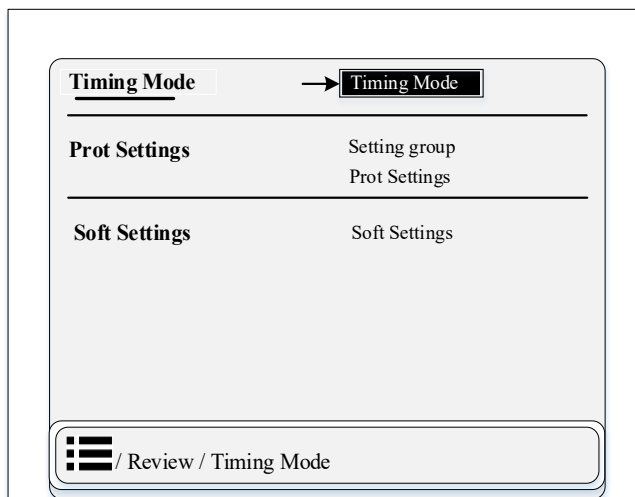 Timing Mode Timing Mode
Prot Settings Setting group
Prot Settings
Soft Settings Soft Settings
/ Review / Timing Mode